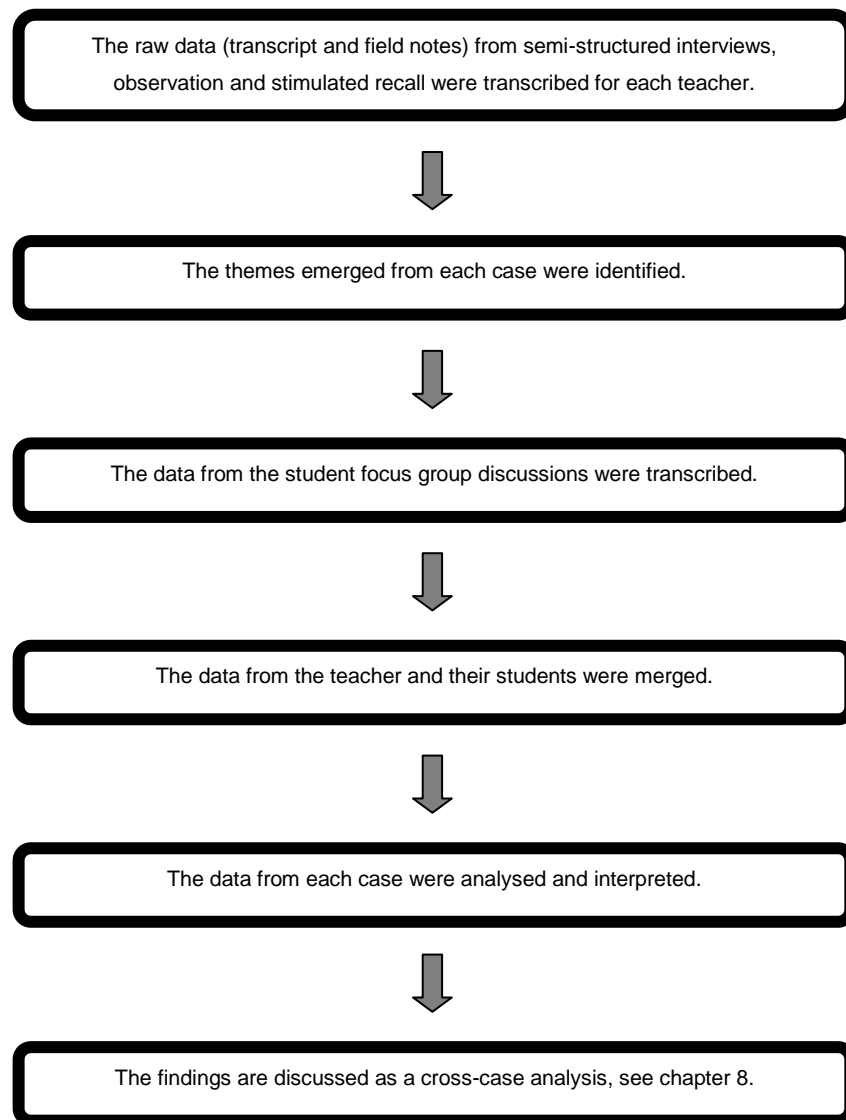 The raw data (transcript and field notes) from semi-structured interviews,
observation and stimulated recall were transcribed for each teacher.
The themes emerged from each case were identified.
The data from the student focus group discussions were transcribed.
The data from the teacher and their students were merged.
The data from each case were analysed and interpreted.
The findings are discussed as a cross-case analysis, see chapter 8.